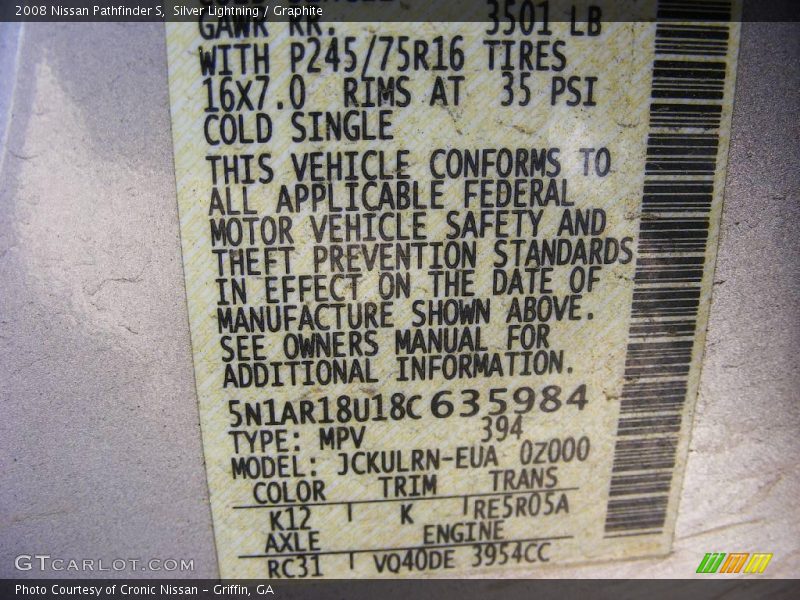 2008 Nissan Pathfinder S, Silver Lightning / Graphite
GAWR RR. 3501 LB
WITH P245/75R16 TIRES
16X7.0 RIMS AT 35 PSI
COLD SINGLE
THIS VEHICLE CONFORMS TO
ALL APPLICABLE FEDERAL
MOTOR VEHICLE SAFETY AND
THEFT PREVENTION STANDARDS
IN EFFECT ON THE DATE OF
MANUFACTURE SHOWN ABOVE.
SEE OWNERS MANUAL FOR
ADDITIONAL INFORMATION.
5N1AR18U18C635984
TYPE: MPV 394
MODEL: JCKULRN-EUA 0Z000
COLOR TRIM TRANS
K12 K RE5R05A
AXLE ENGINE
RC31 VQ40DE 3954CC
GTCARLOT.COM
Photo Courtesy of Cronic Nissan - Griffin, GA